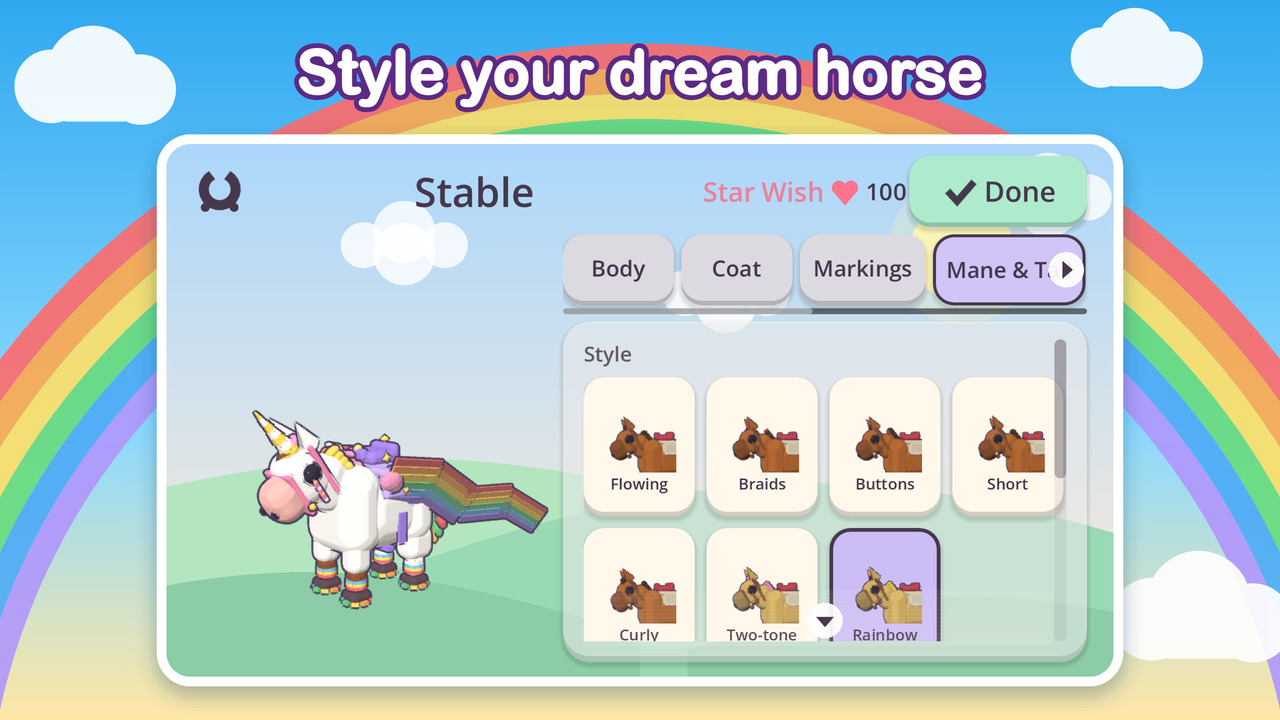 Style your dream horse
Stable
Star Wish 100
Done
Body
Coat
Markings
Mane & Ta
Style
Flowing
Braids
Buttons
Short
Curly
Two-tone
Rainbow